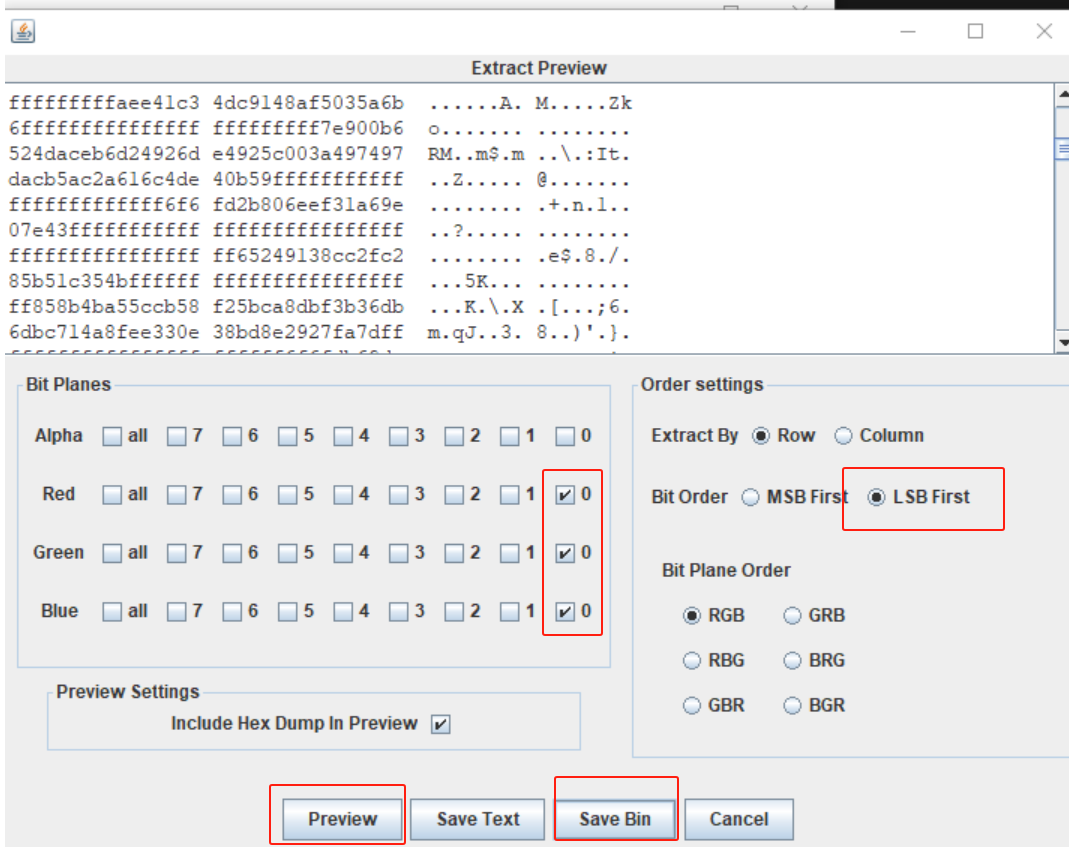 Extract Preview
fffffffffaee41c3 4dc9148af5035a6b ......A. M.....Zk
6fffffffffffffff fffffffff7e900b6 o....... ........
524daceb6d24926d e4925c003a497497 RM..m$.m ..\.:It.
dacb5ac2a616c4de 40b59fffffffffff ..Z..... @.......
fffffffffffff6f6 fd2b806eef31a69e ........ .+.n.l..
07e43fffffffffff ffffffffffffffff ..?..... ........
ffffffffffffffff ff65249138cc2fc2 ........ .e$.8./.
85b51c354bffffff ffffffffffffffff ...5K... ........
ff858b4ba55ccb58 f25bca8dbf3b36db ...K.\.X .[...;6.
6dbc714a8fee330e 38bd8e2927fa7dff m.qJ..3. 8..)'.}.
Bit Planes
Alpha all 7 6 5 4 3 2 1 0
Red all 7 6 5 4 3 2 1 0
Green all 7 6 5 4 3 2 1 0
Blue all 7 6 5 4 3 2 1 0
Preview Settings
Include Hex Dump In Preview
Order settings
Extract By Row Column
Bit Order MSB First LSB First
Bit Plane Order
RGB GRB
RBG BRG
GBR BGR
Preview Save Text Save Bin Cancel